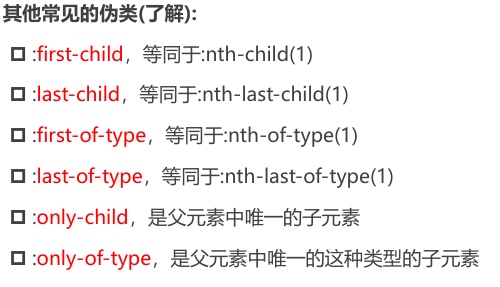 其他常见的伪类(了解):
:first-child，等同于:nth-child(1)
:last-child，等同于:nth-last-child(1)
:first-of-type，等同于:nth-of-type(1)
:last-of-type，等同于:nth-last-of-type(1)
:only-child，是父元素中唯一的子元素
:only-of-type，是父元素中唯一的这种类型的子元素